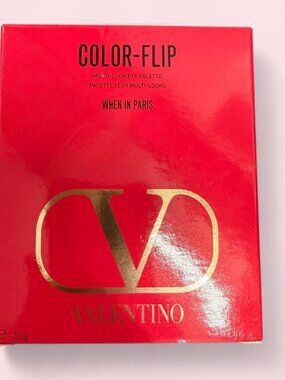 COLOR-FLIP
MULTI-LOOK EYE PALETTE
PALETTE YEUX MULTI-LOOKS
WHEN IN PARIS
V
VALENTINO